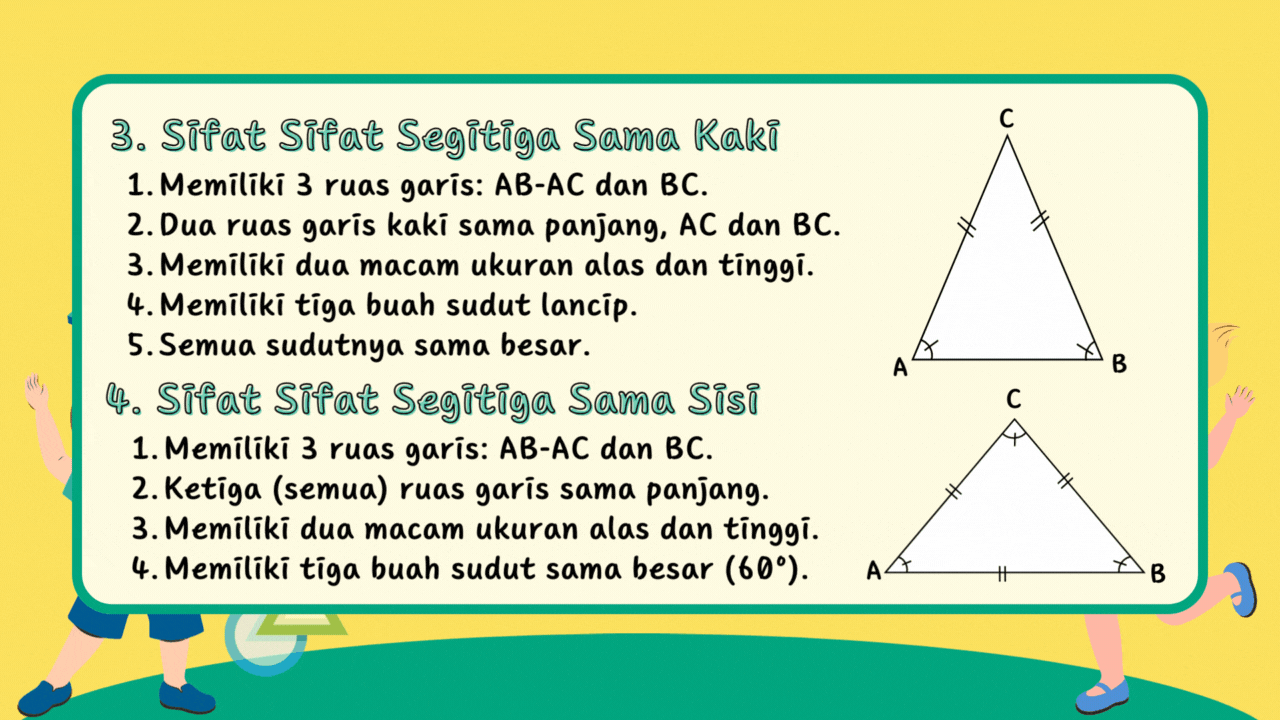 3. Sifat Sifat Segitiga Sama Kaki
1. Memiliki 3 ruas garis: AB-AC dan BC.
2. Dua ruas garis kaki sama panjang, AC dan BC.
3. Memiliki dua macam ukuran alas dan tinggi.
4. Memiliki tiga buah sudut lancip.
5. Semua sudutnya sama besar.
C
A
B
4. Sifat Sifat Segitiga Sama Sisi
1. Memiliki 3 ruas garis: AB-AC dan BC.
2. Ketiga (semua) ruas garis sama panjang.
3. Memiliki dua macam ukuran alas dan tinggi.
4. Memiliki tiga buah sudut sama besar (60°).
C
A
B